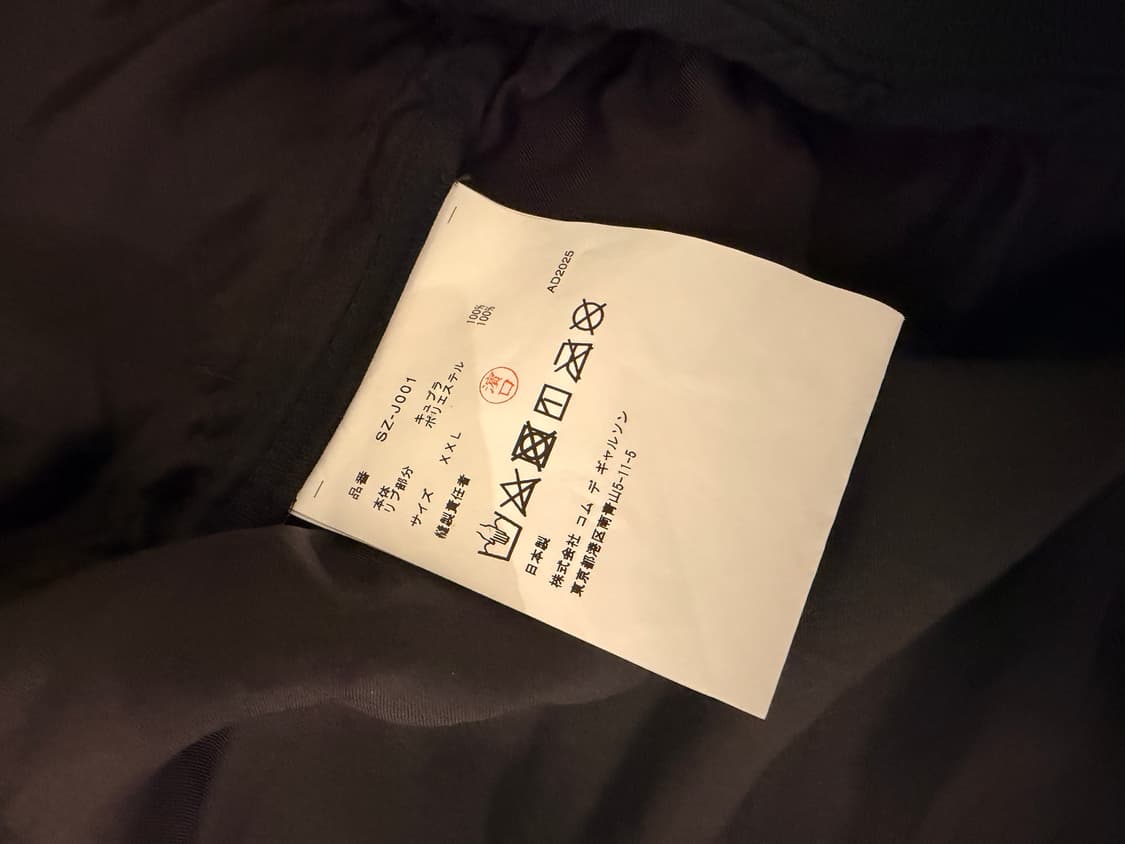 品番 SZ-J001
本体 キュプラ 100%
リブ部分 ポリエステル 100%
サイズ XXL
縫製責任者
AD2025
日本製
株式会社 コム デ ギャルソン
東京都港区南青山5-11-5